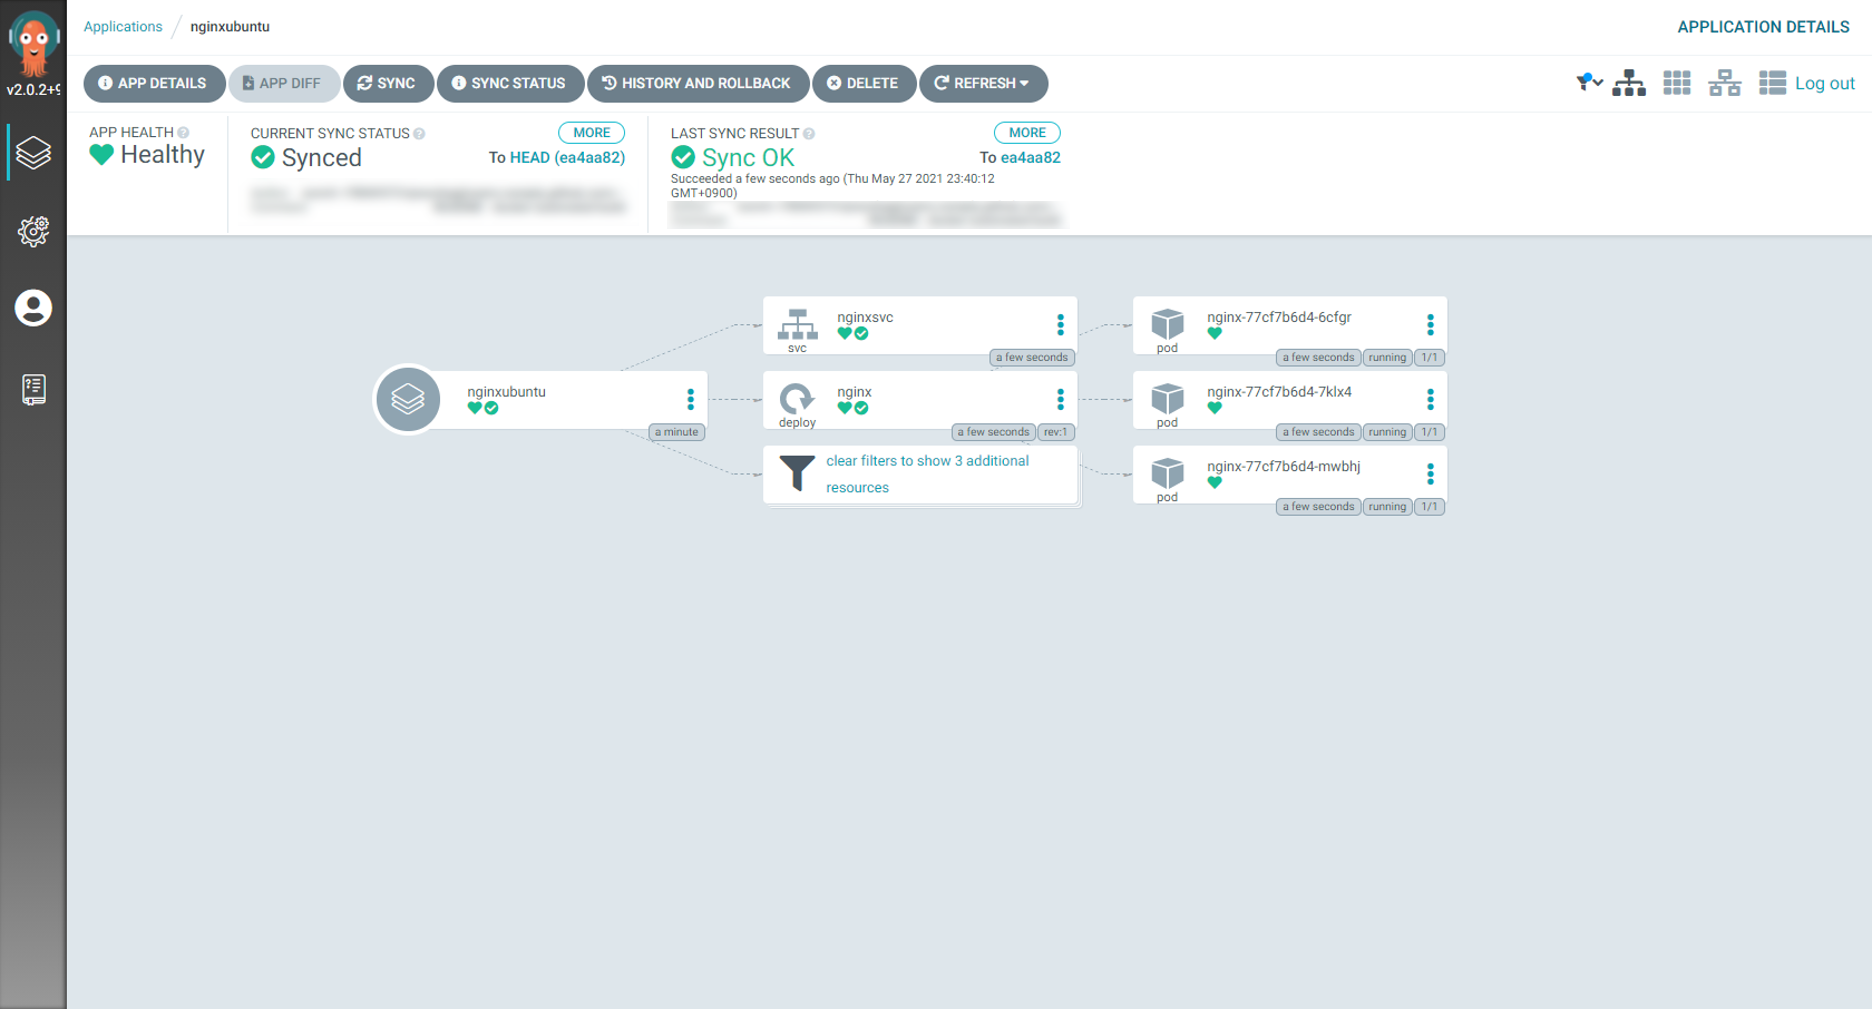 Applications / nginxubuntu
APPLICATION DETAILS
v2.0.2+9
APP DETAILS
APP DIFF
SYNC
SYNC STATUS
HISTORY AND ROLLBACK
DELETE
REFRESH
Log out
APP HEALTH
Healthy
CURRENT SYNC STATUS
MORE
Synced
To HEAD (ea4aa82)
LAST SYNC RESULT
MORE
Sync OK
To ea4aa82
Succeeded a few seconds ago (Thu May 27 2021 23:40:12
GMT+0900)
nginxubuntu
a minute
nginxsvc
svc
a few seconds
nginx
deploy
a few seconds
rev:1
clear filters to show 3 additional
resources
nginx-77cf7b6d4-6cfgr
pod
a few seconds
running
1/1
nginx-77cf7b6d4-7klx4
pod
a few seconds
running
1/1
nginx-77cf7b6d4-mwbhj
pod
a few seconds
running
1/1